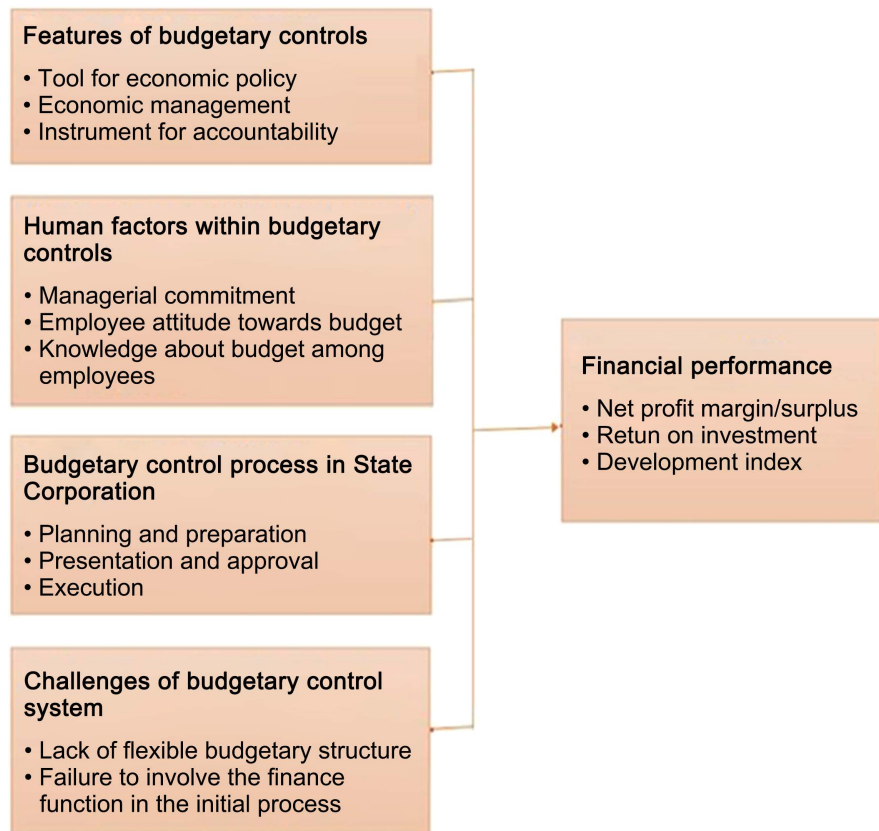 Features of budgetary controls
• Tool for economic policy
• Economic management
• Instrument for accountability
Human factors within budgetary
controls
• Managerial commitment
• Employee attitude towards budget
• Knowledge about budget among
employees
Budgetary control process in State
Corporation
• Planning and preparation
• Presentation and approval
• Execution
Challenges of budgetary control
system
• Lack of flexible budgetary structure
• Failure to involve the finance
function in the initial process
Financial performance
• Net profit margin/surplus
• Retun on investment
• Development index